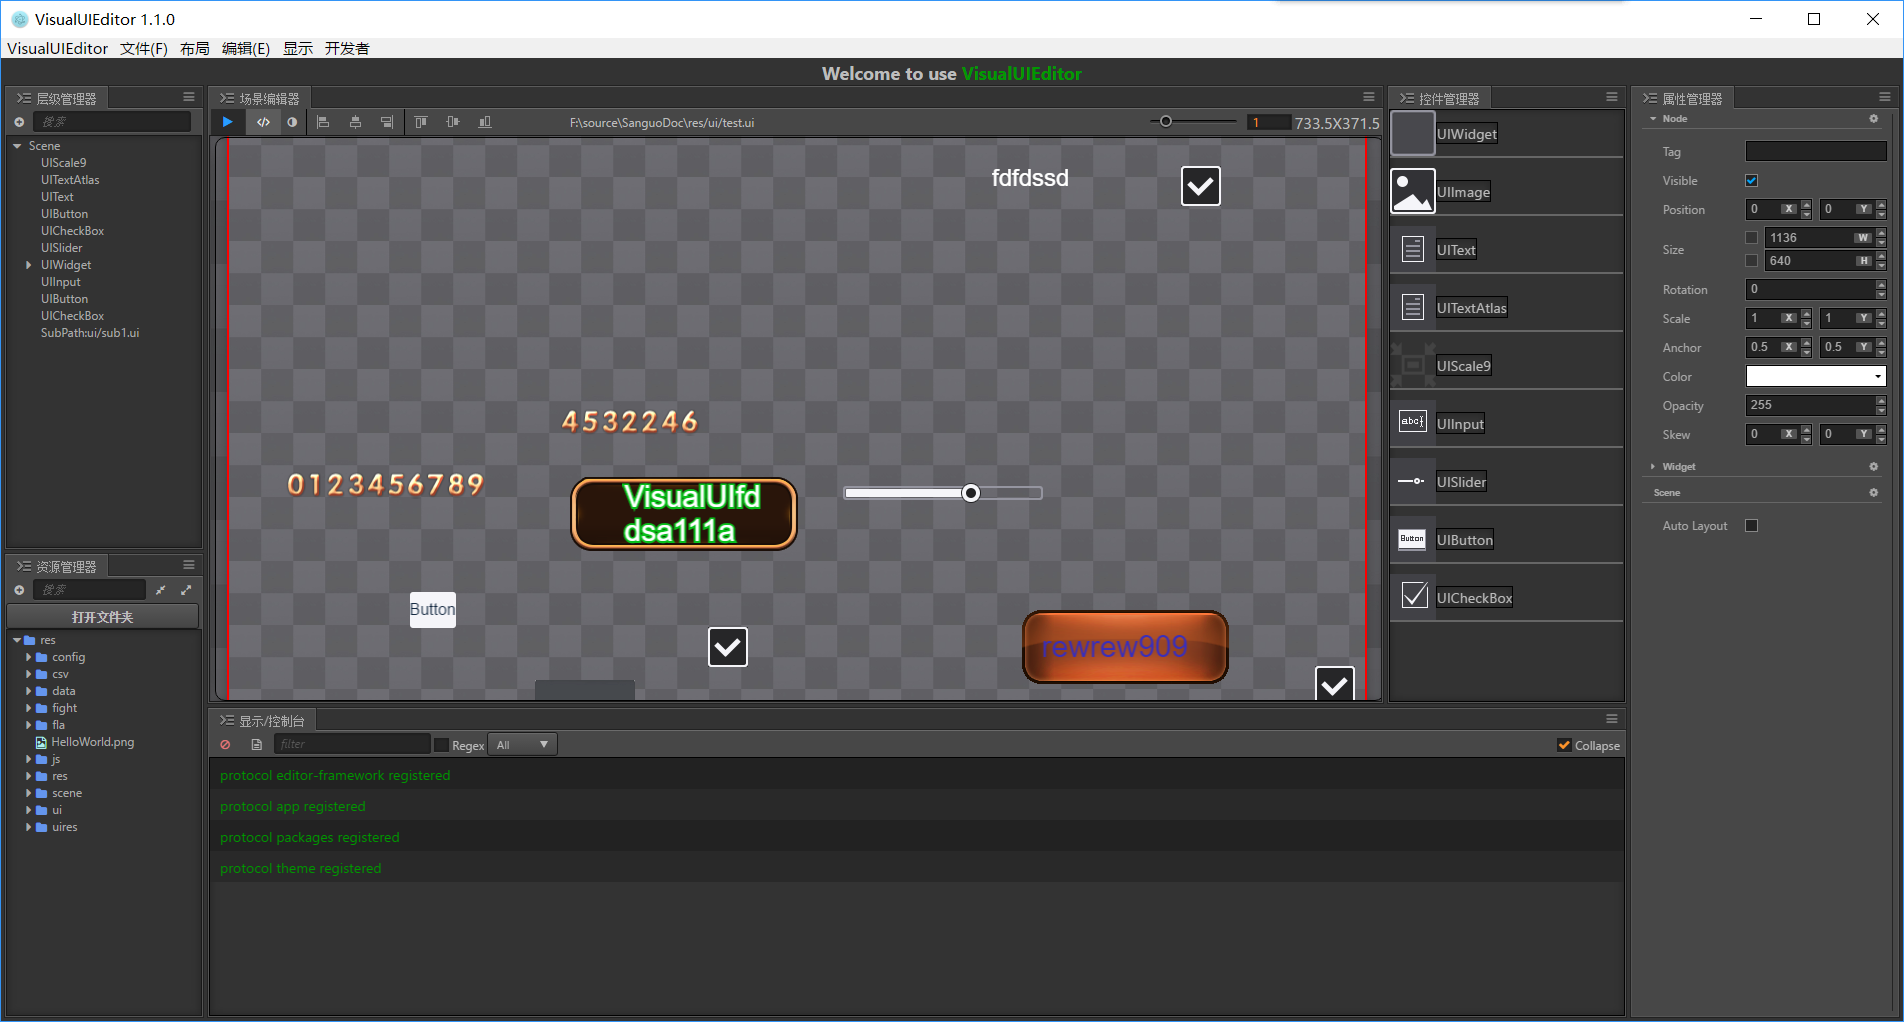 VisualUIEditor 1.1.0
VisualUIEditor 文件(F) 布局 编辑(E) 显示 开发者
Welcome to use VisualUIEditor
层级管理器
搜索
Scene
UIScale9
UITextAtlas
UIText
UIButton
UICheckBox
UISlider
UIWidget
UIInput
UIButton
UICheckBox
SubPath:ui/sub1.ui
资源管理器
搜索
打开文件夹
res
config
csv
data
fight
fla
HelloWorld.png
js
res
scene
ui
uires
场景编辑器
F:\source\SanguoDoc\res/ui/test.ui
1 733.5X371.5
fdfdssd
4532246
0123456789
VisualUIfd
dsa111a
Button
rewrew909
显示/控制台
filter Regex All Collapse
protocol editor-framework registered
protocol app registered
protocol packages registered
protocol theme registered
控件管理器
UIWidget
UIImage
UIText
UITextAtlas
UIScale9
abc UIInput
UISlider
Button UIButton
UICheckBox
属性管理器
Node
Tag
Visible
Position 0 X 0 Y
Size 1136 W
640 H
Rotation 0
Scale 1 X 1 Y
Anchor 0.5 X 0.5 Y
Color
Opacity 255
Skew 0 X 0 Y
Widget
Scene
Auto Layout